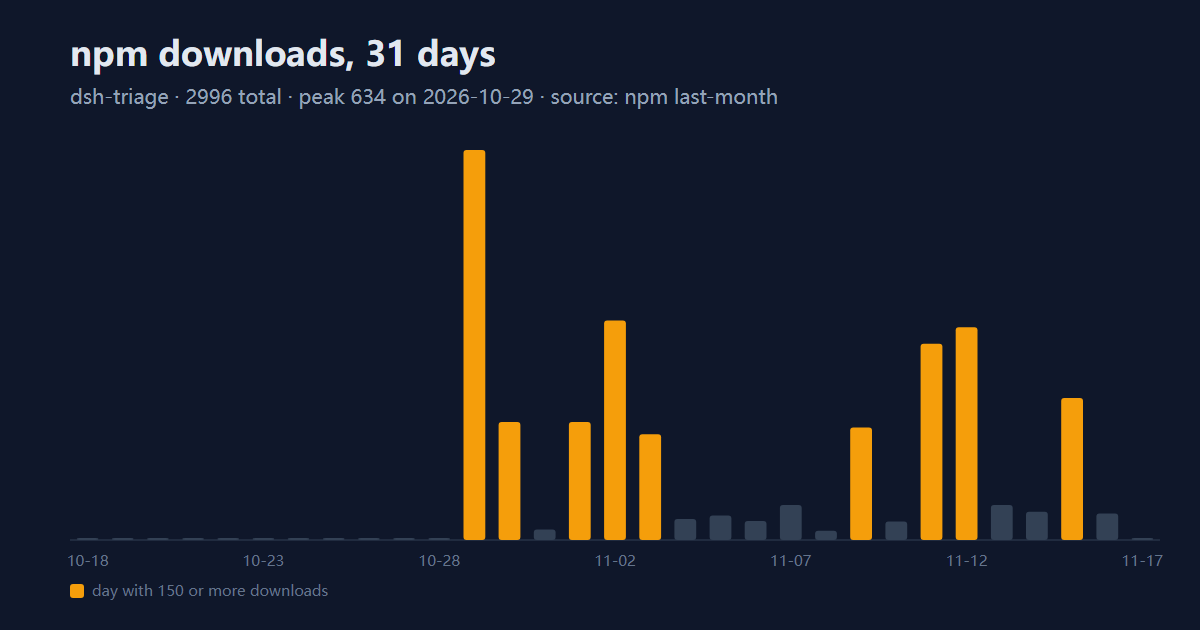 npm downloads, 31 days
dsh-triage · 2996 total · peak 634 on 2026-10-29 · source: npm last-month
10-18 10-23 10-28 11-02 11-07 11-12 11-17
day with 150 or more downloads